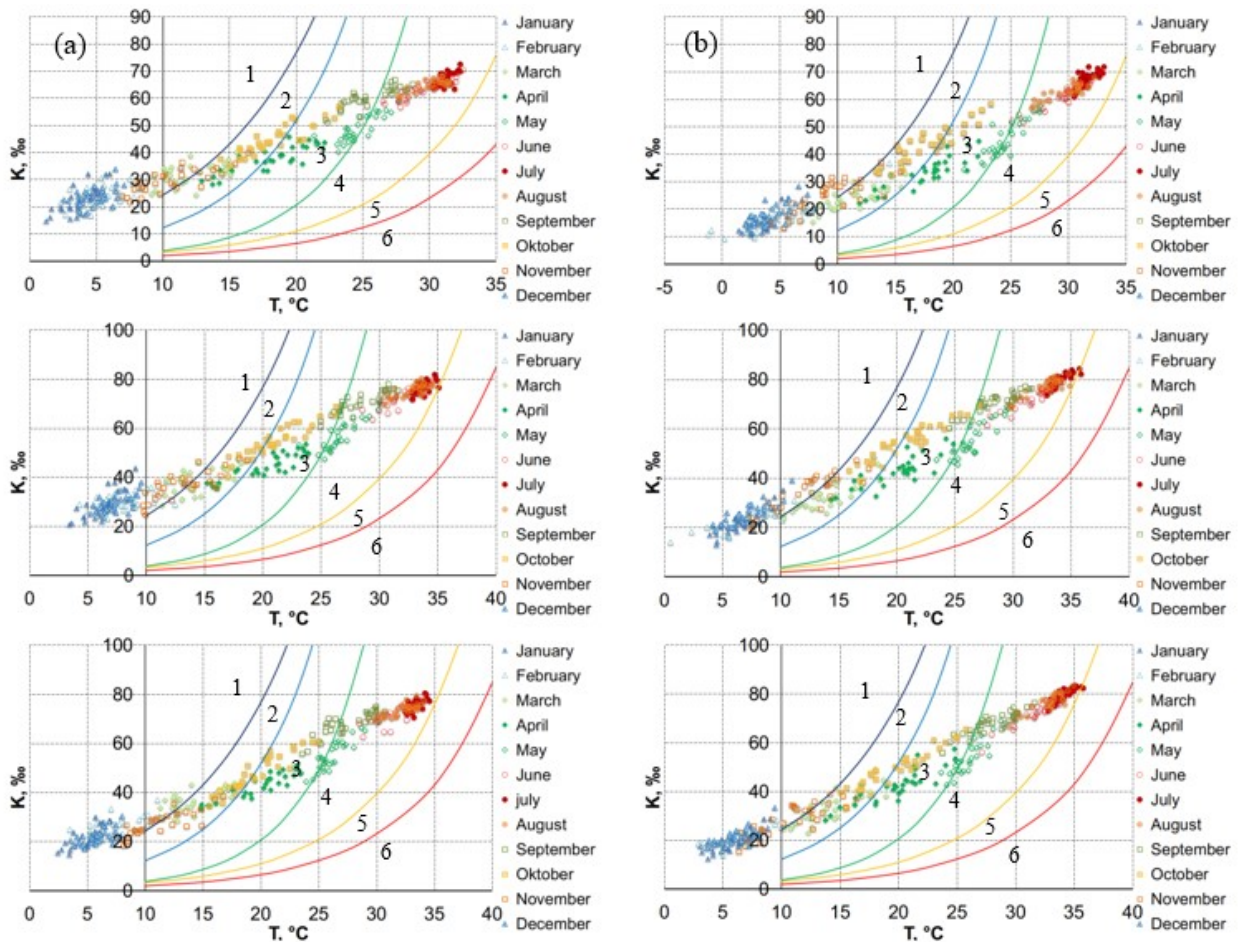 (a)
K, ‰
90
80
70
60
50
40
30
20
10
0
0 5 10 15 20 25 30 35
T, °C
1
2
3
4
5
6
January
February
March
April
May
June
July
August
September
Oktober
November
December
(b)
K, ‰
90
80
70
60
50
40
30
20
10
0
-5 0 5 10 15 20 25 30 35
T, °C
1
2
3
4
5
6
January
February
March
April
May
June
July
August
September
Oktober
November
December
K, ‰
100
80
60
40
20
0
0 5 10 15 20 25 30 35 40
T, °C
1
2
3
4
5
6
January
February
March
April
May
June
July
August
September
October
November
December
K, ‰
100
80
60
40
20
0
0 5 10 15 20 25 30 35 40
T, °C
1
2
3
4
5
6
January
February
March
April
May
June
July
August
September
October
November
December
K, ‰
100
80
60
40
20
0
0 5 10 15 20 25 30 35 40
T, °C
1
2
3
4
5
6
January
February
March
April
May
June
july
August
September
Oktober
November
December
K, ‰
100
80
60
40
20
0
0 5 10 15 20 25 30 35 40
T, °C
1
2
3
4
5
6
January
February
March
April
May
June
July
August
September
Oktober
November
December